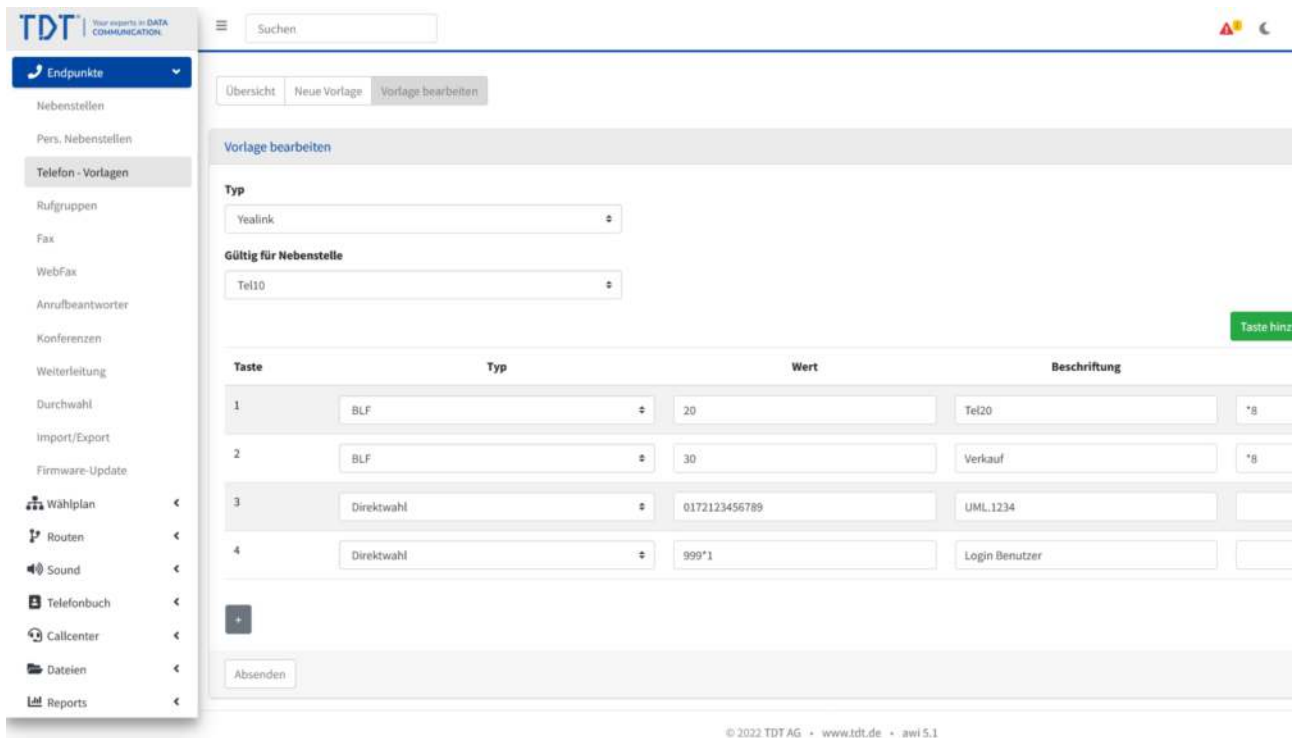 TDT Your experts in DATA
COMMUNICATION.
Suchen
Endpunkte
Nebenstellen
Pers. Nebenstellen
Telefon - Vorlagen
Rufgruppen
Fax
WebFax
Anrufbeantworter
Konferenzen
Weiterleitung
Durchwahl
Import/Export
Firmware-Update
Wählplan
Routen
Sound
Telefonbuch
Callcenter
Dateien
Reports
Übersicht Neue Vorlage Vorlage bearbeiten
Vorlage bearbeiten
Typ
Yealink
Gültig für Nebenstelle
Tel10
Taste hinz
Taste Typ Wert Beschriftung
1 BLF 20 Tel20 *8
2 BLF 30 Verkauf *8
3 Direktwahl 0172123456789 UML.1234
4 Direktwahl 999*1 Login Benutzer
+
Absenden
© 2022 TDT AG • www.tdt.de • awi 5.1